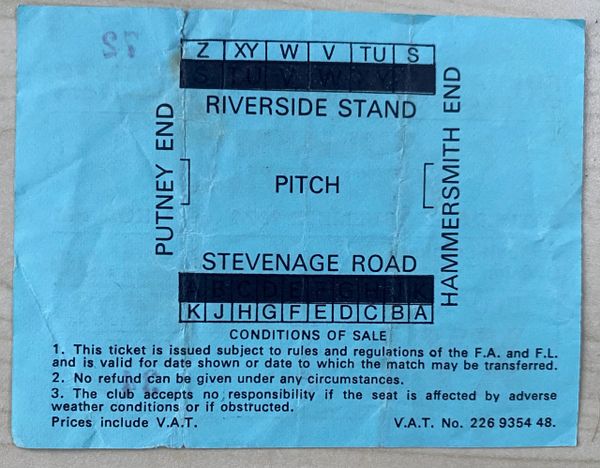 72
Z XY W V TU S
RIVERSIDE STAND
PUTNEY END
PITCH
HAMMERSMITH END
STEVENAGE ROAD
K J H G F E D C B A
CONDITIONS OF SALE
1. This ticket is issued subject to rules and regulations of the F.A. and F.L.
and is valid for date shown or date to which the match may be transferred.
2. No refund can be given under any circumstances.
3. The club accepts no responsibility if the seat is affected by adverse
weather conditions or if obstructed.
Prices include V.A.T. V.A.T. No. 226 9354 48.